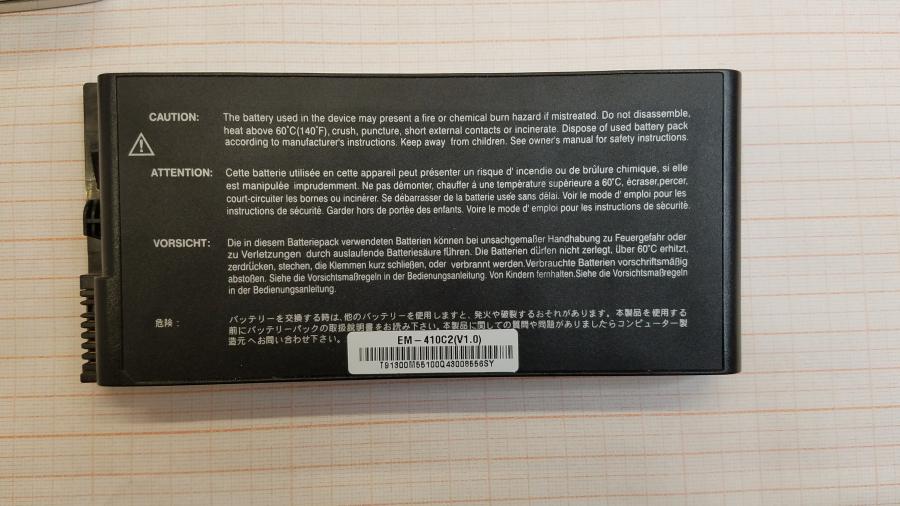 CAUTION: The battery used in the device may present a fire or chemical burn hazard if mistreated. Do not disassemble,
heat above 60˚C(140˚F), crush, puncture, short external contacts or incinerate. Dispose of used battery pack
according to manufacturer's instructions. Keep away from children. See owner's manual for safety instructions.
ATTENTION: Cette batterie utilisée en cette appareil peut présenter un risque d' incendie ou de brûlure chimique, si elle
est manipulée imprudemment. Ne pas démonter, chauffer à une température supérieure a 60˚C, écraser,percer,
court-circuiter les bornes ou incinérer. Se débarrasser de la batterie usée sans délai. Voir le mode d' emploi pour les
instructions de sécurité. Garder hors de portée des enfants. Voire le mode d' emploi pour les instructions de sècurité.
VORSICHT: Die in diesem Batteriepack verwendeten Batterien können bei unsachgemaßer Handhabung zu Feuergefahr oder
zu Verletzungen durch auslaufende Batteriesäure führen. Die Batterien dürfen nicht zerlegt, über 60˚C erhitzt,
zerdrücken, stechen, die Klemmen kurz schließen, oder verbrannt werden.Verbrauchte Batterien vorschriftsmäßig
abstoßen. Siehe die Vorsichtsmaßregeln in der Bedienungsanleitung. Von Kindern fernhalten.Siehe die Vorsichtsmaßregeln
in der Bedienungsanleitung.
危険： バッテリーを交換する時は、他のバッテリーを使用しますと、発火や破裂するおそれがあります。本製品を使用する
前にバッテリーパックの取扱説明書をお読み下さい。本製品に関しての質問や問題がありましたらコンピューター製
造元へお問い合わせ下さい。
EM－410C2(V1.0)
T91800M55100Q48008556SY